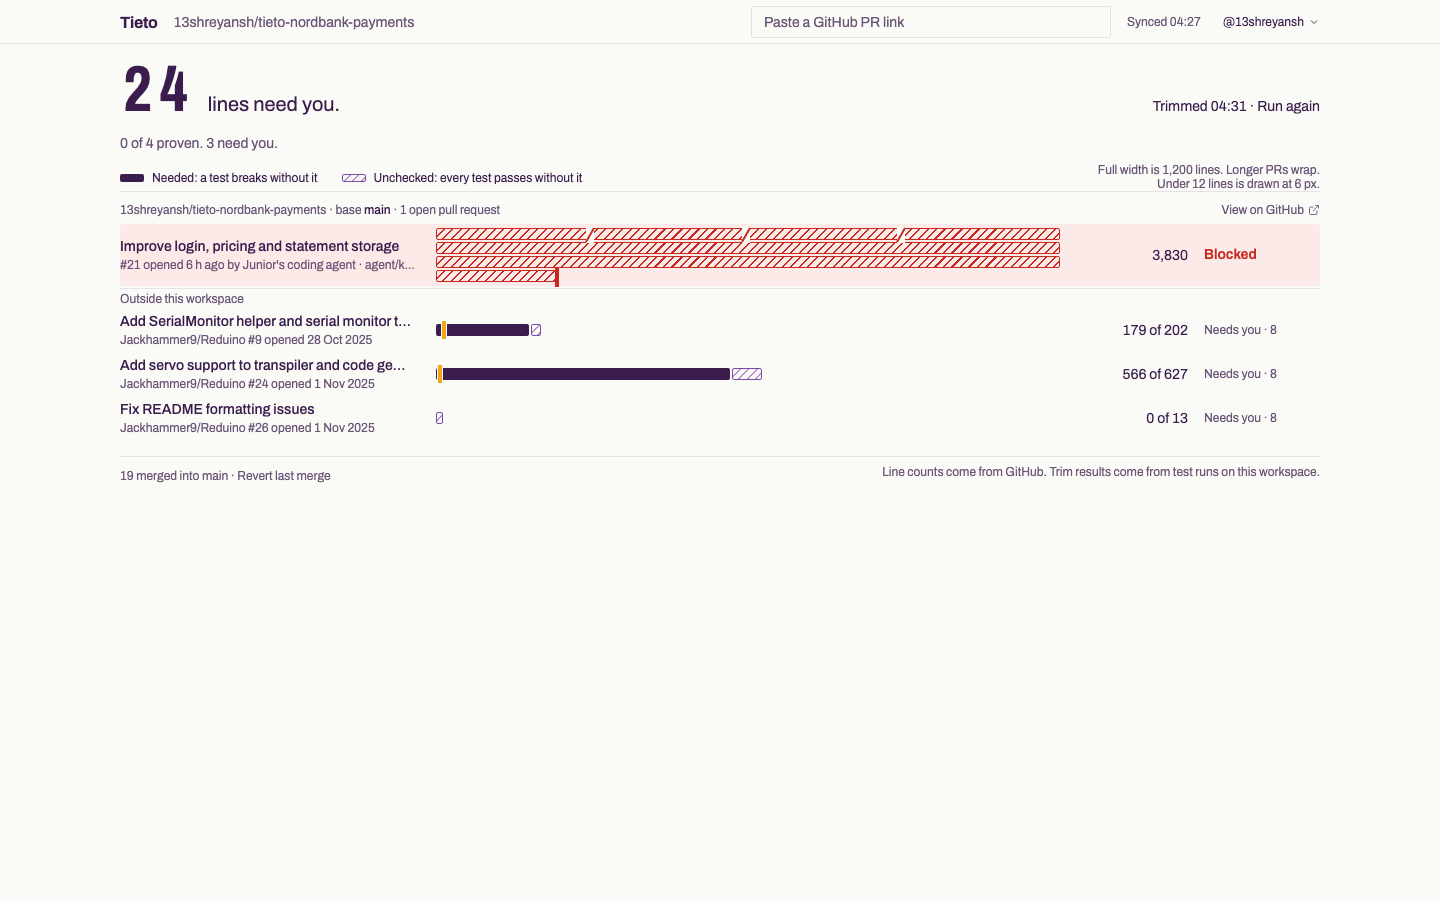 Tieto 13shreyansh/tieto-nordbank-payments Paste a GitHub PR link Synced 04:27 @13shreyansh
24 lines need you. Trimmed 04:31 · Run again
0 of 4 proven. 3 need you.
Needed: a test breaks without it Unchecked: every test passes without it
Full width is 1,200 lines. Longer PRs wrap.
Under 12 lines is drawn at 6 px.
13shreyansh/tieto-nordbank-payments · base main · 1 open pull request View on GitHub
Improve login, pricing and statement storage
#21 opened 6 h ago by Junior's coding agent · agent/k...
3,830 Blocked
Outside this workspace
Add SerialMonitor helper and serial monitor t...
Jackhammer9/Reduino #9 opened 28 Oct 2025
179 of 202 Needs you · 8
Add servo support to transpiler and code ge...
Jackhammer9/Reduino #24 opened 1 Nov 2025
566 of 627 Needs you · 8
Fix README formatting issues
Jackhammer9/Reduino #26 opened 1 Nov 2025
0 of 13 Needs you · 8
19 merged into main · Revert last merge Line counts come from GitHub. Trim results come from test runs on this workspace.